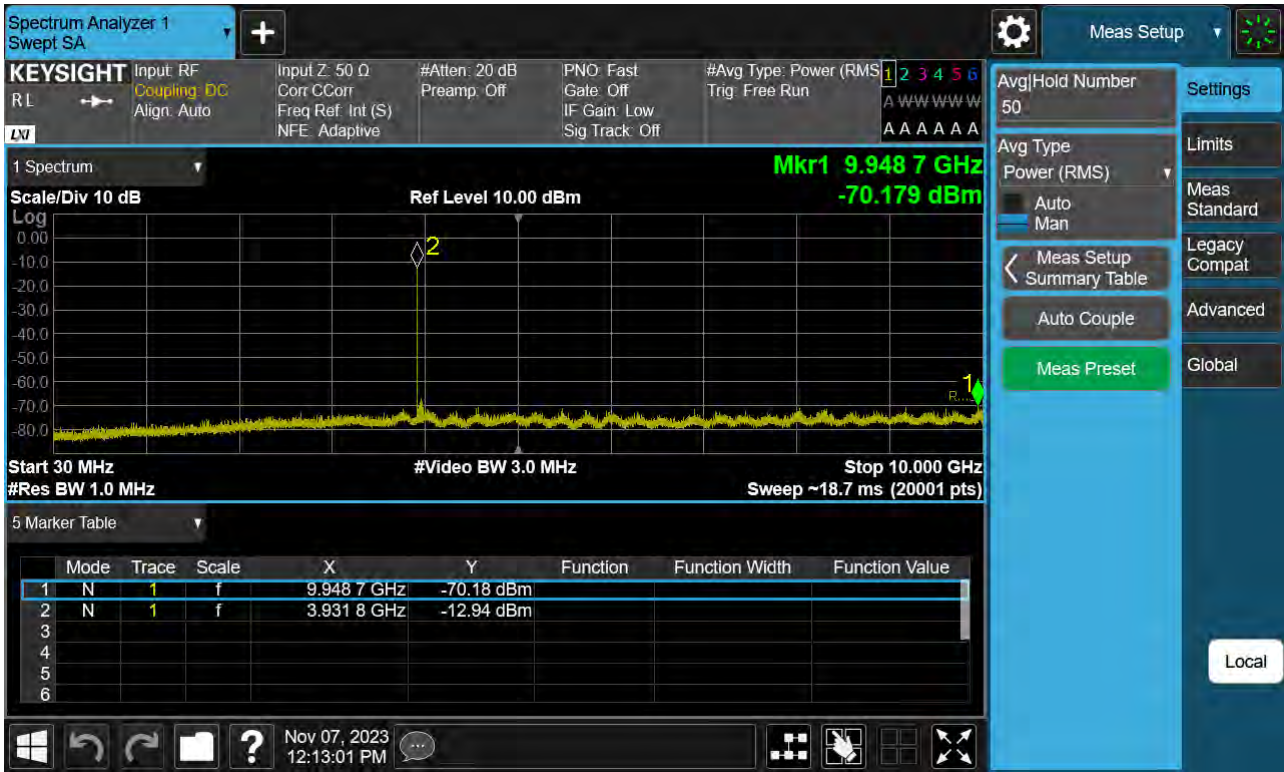 Spectrum Analyzer 1
Swept SA
+
Meas Setup
KEYSIGHT
RL
LXI
Input: RF
Coupling: DC
Align: Auto
Input Z: 50 Ω
Corr CCorr
Freq Ref: Int (S)
NFE: Adaptive
#Atten: 20 dB
Preamp: Off
PNO: Fast
Gate: Off
IF Gain: Low
Sig Track: Off
#Avg Type: Power (RMS
Trig: Free Run
1 2 3 4 5 6
A W W W W W
A A A A A A
1 Spectrum
Scale/Div 10 dB
Ref Level 10.00 dBm
Mkr1 9.948 7 GHz
-70.179 dBm
Log
0.00
-10.0
-20.0
-30.0
-40.0
-50.0
-60.0
-70.0
-80.0
2
1
R...
Start 30 MHz
#Video BW 3.0 MHz
Stop 10.000 GHz
#Res BW 1.0 MHz
Sweep ~18.7 ms (20001 pts)
5 Marker Table
Mode Trace Scale X Y Function Function Width Function Value
1 N 1 f 9.948 7 GHz -70.18 dBm
2 N 1 f 3.931 8 GHz -12.94 dBm
3
4
5
6
Avg|Hold Number
50
Avg Type
Power (RMS)
Auto
Man
Meas Setup
Summary Table
Auto Couple
Meas Preset
Settings
Limits
Meas
Standard
Legacy
Compat
Advanced
Global
Local
?
Nov 07, 2023
12:13:01 PM